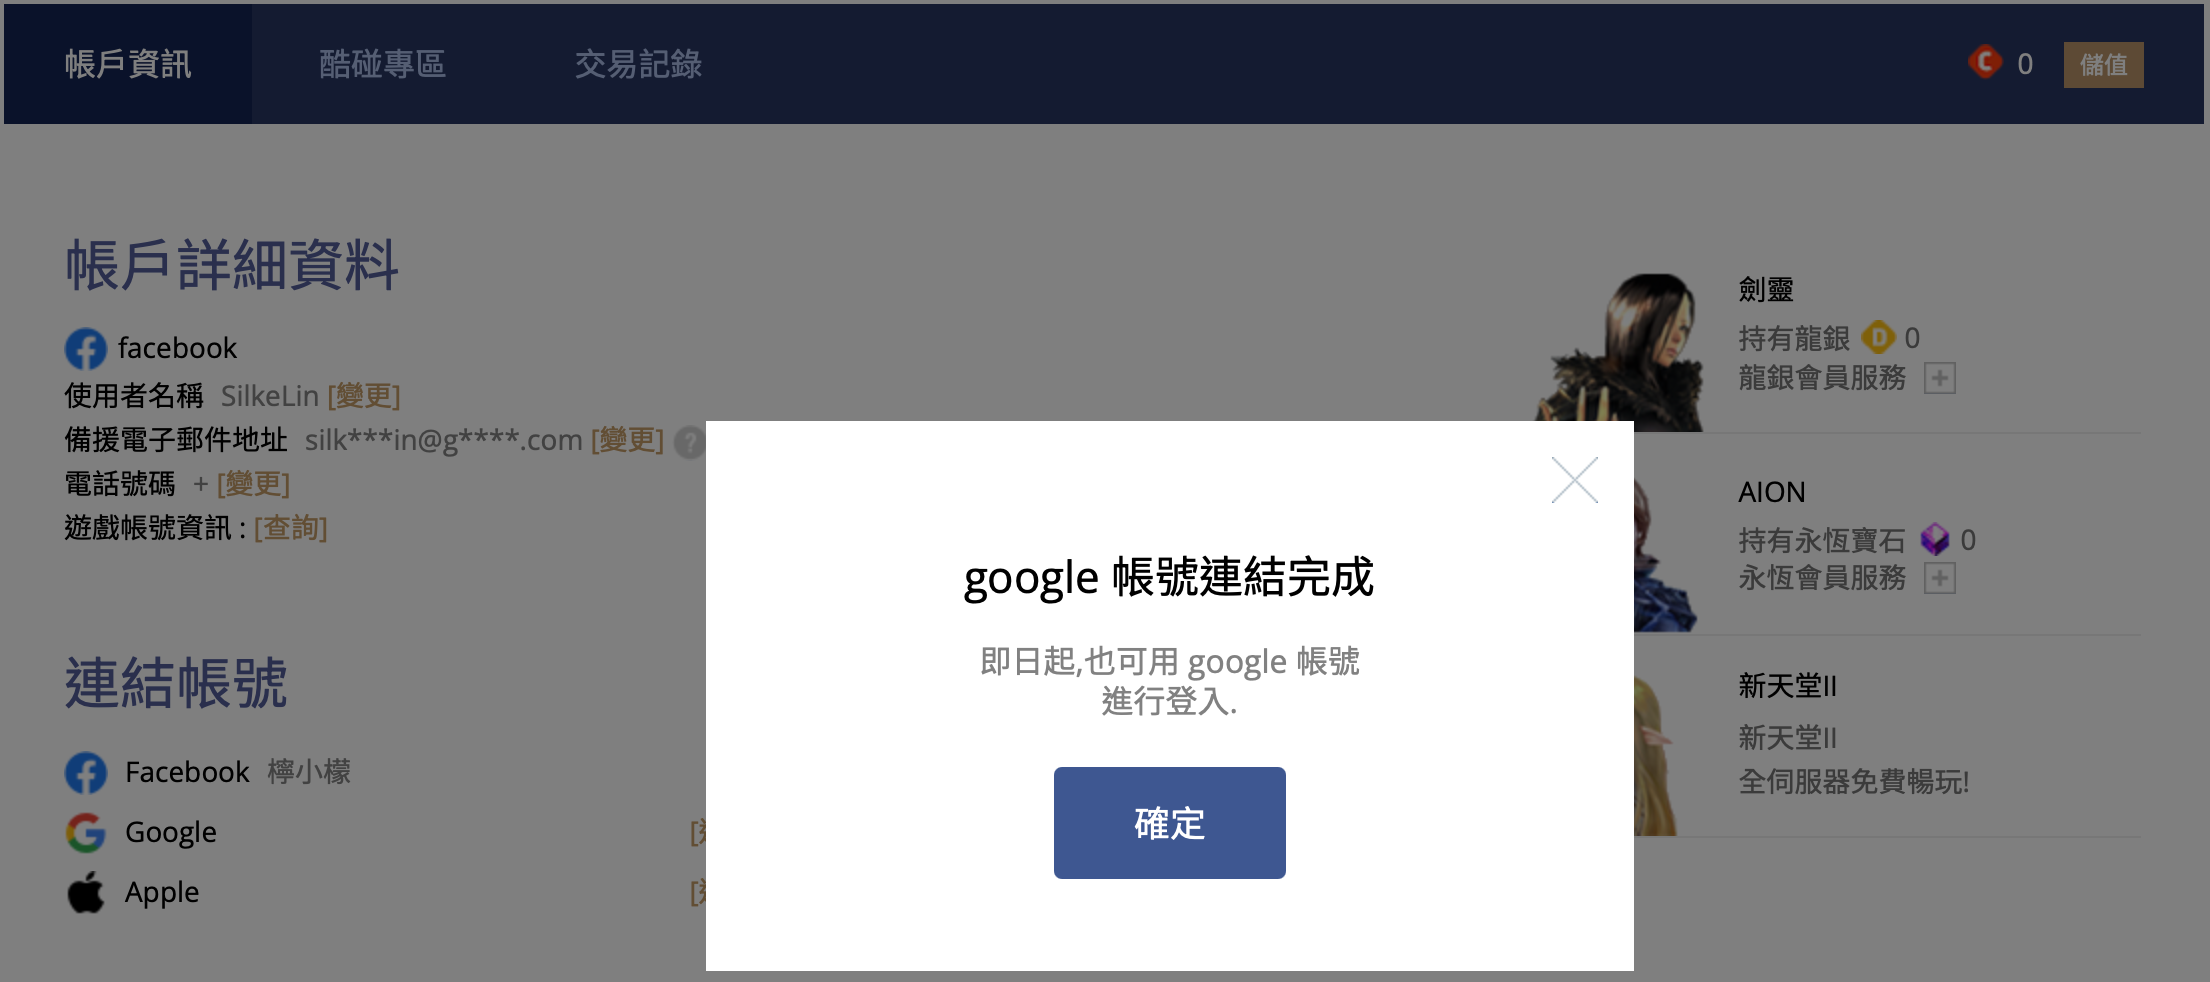 帳戶資訊 酷碰專區 交易記錄 C 0 儲值
帳戶詳細資料
facebook
使用者名稱 SilkeLin [變更]
備援電子郵件地址 silk***in@g****.com [變更] ?
電話號碼 + [變更]
遊戲帳號資訊 : [查詢]
連結帳號
Facebook 檸小檬
Google
Apple
google 帳號連結完成
即日起,也可用 google 帳號
進行登入.
確定
劍靈
持有龍銀 D 0
龍銀會員服務 +
AION
持有永恆寶石 0
永恆會員服務 +
新天堂II
新天堂II
全伺服器免費暢玩!